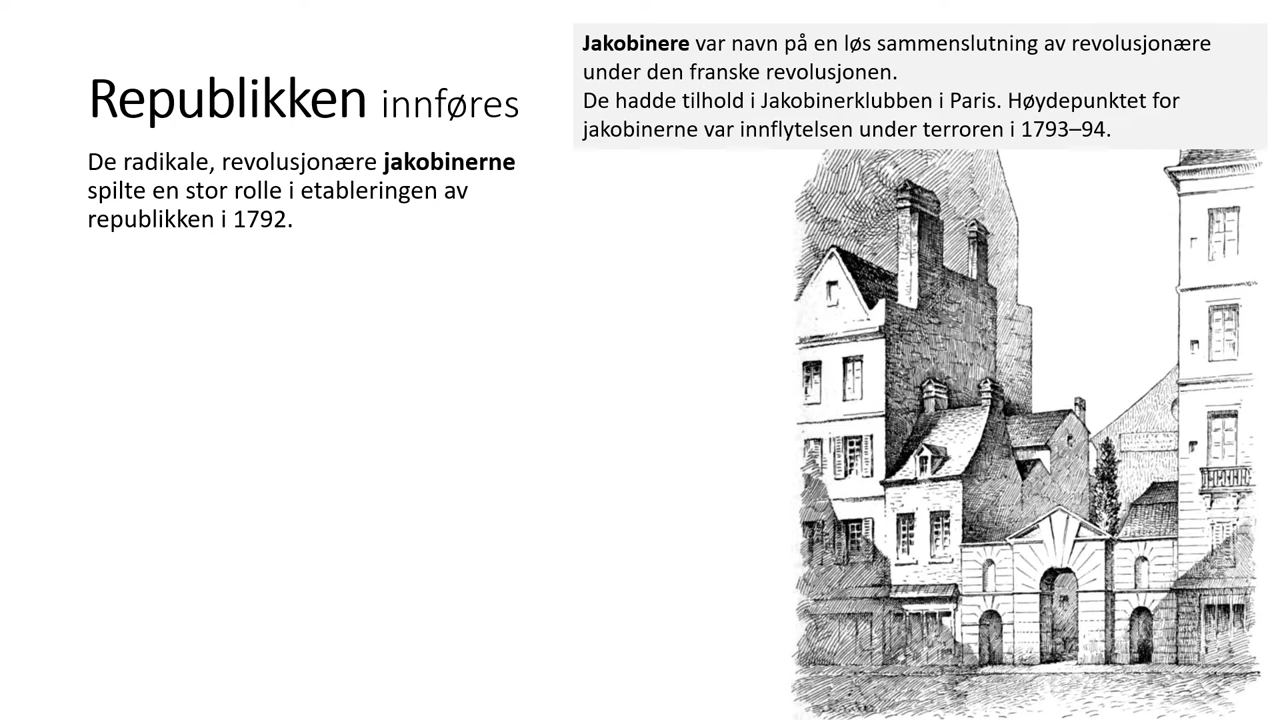 Republikken innføres
De radikale, revolusjonære jakobinerne
spilte en stor rolle i etableringen av
republikken i 1792.
Jakobinere var navn på en løs sammenslutning av revolusjonære
under den franske revolusjonen.
De hadde tilhold i Jakobinerklubben i Paris. Høydepunktet for
jakobinerne var innflytelsen under terroren i 1793–94.